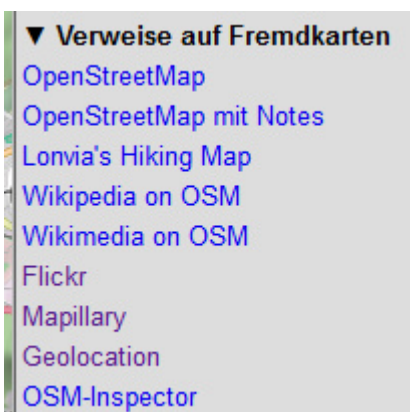 ▼ Verweise auf Fremdkarten
OpenStreetMap
OpenStreetMap mit Notes
Lonvia's Hiking Map
Wikipedia on OSM
Wikimedia on OSM
Flickr
Mapillary
Geolocation
OSM-Inspector